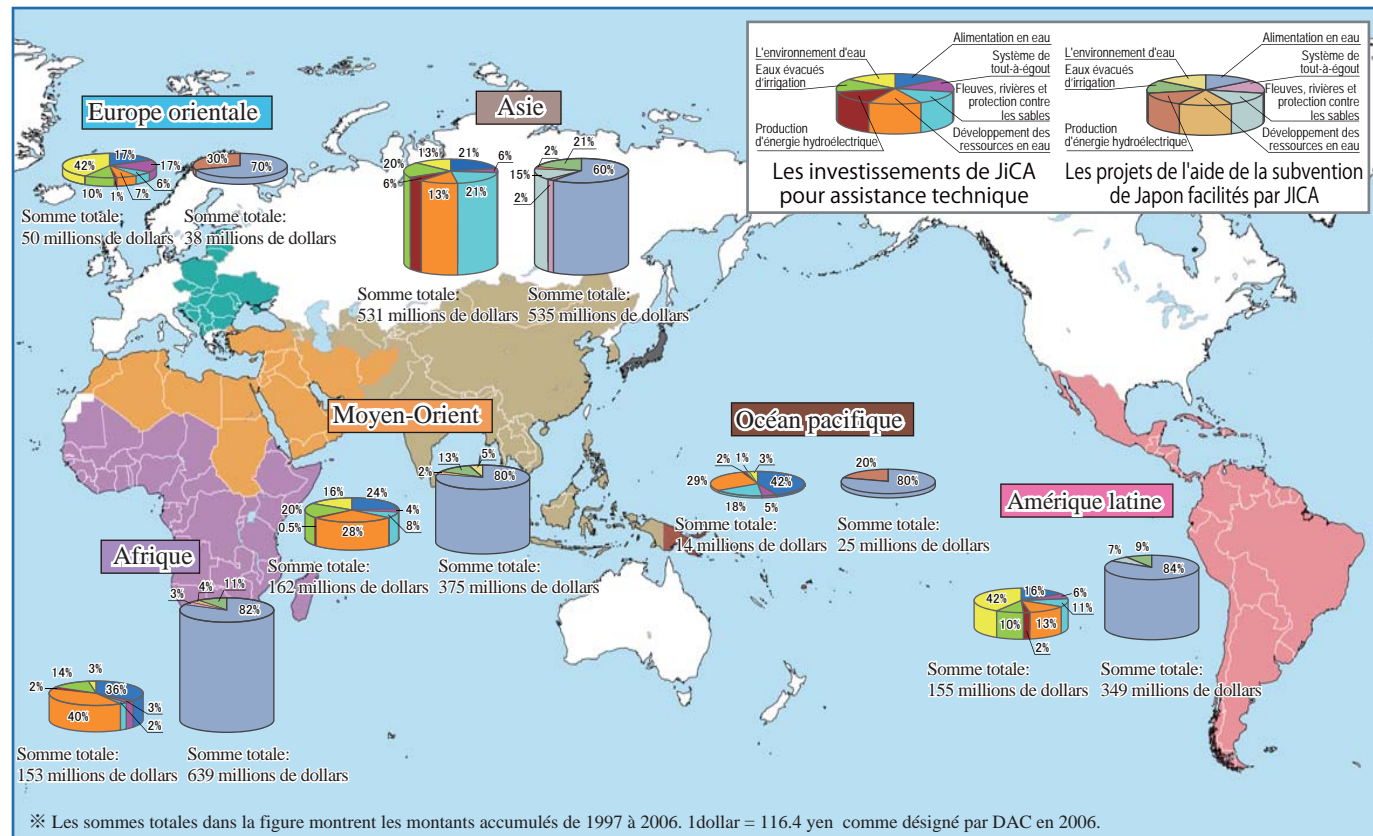 L'environnement d'eau
Alimentation en eau
Eaux évacués
d'irrigation
Système de
tout-à-égout
Fleuves, rivières et
protection contre
les sables
Production
d'énergie hydroélectrique
Développement des
ressources en eau
Les investissements de JiCA
pour assistance technique
L'environnement d'eau
Alimentation en eau
Eaux évacués
d'irrigation
Système de
tout-à-égout
Fleuves, rivières et
protection contre
les sables
Production
d'énergie hydroélectrique
Développement des
ressources en eau
Les projets de l'aide de la subvention
de Japon facilités par JICA
Europe orientale
42%
17%
17%
6%
7%
1%
10%
30%
70%
Somme totale:
50 millions de dollars
Somme totale:
38 millions de dollars
Asie
20%
13%
21%
6%
21%
13%
6%
2%
21%
15%
2%
60%
Somme totale:
531 millions de dollars
Somme totale:
535 millions de dollars
Moyen-Orient
16%
24%
20%
4%
8%
0.5%
28%
13%
5%
2%
80%
Somme totale:
162 millions de dollars
Somme totale:
375 millions de dollars
Océan pacifique
2%
1%
3%
29%
42%
18%
5%
20%
80%
Somme totale:
14 millions de dollars
Somme totale:
25 millions de dollars
Amérique latine
42%
16%
6%
11%
10%
13%
2%
7%
9%
84%
Somme totale:
155 millions de dollars
Somme totale:
349 millions de dollars
Afrique
14%
3%
2%
36%
3%
2%
40%
3%
4%
11%
82%
Somme totale:
153 millions de dollars
Somme totale:
639 millions de dollars
※ Les sommes totales dans la figure montrent les montants accumulés de 1997 à 2006. 1dollar = 116.4 yen comme désigné par DAC en 2006.